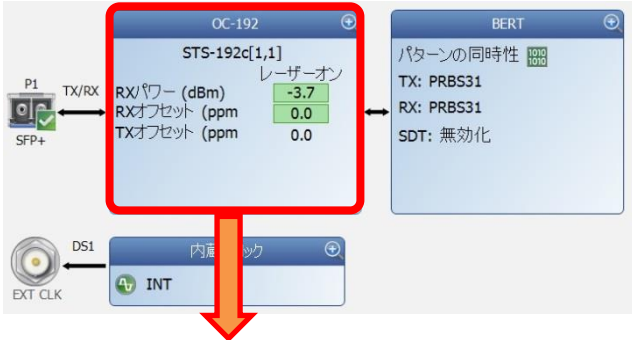 OC-192
STS-192c[1,1]
レーザーオン
RXパワー (dBm) -3.7
RXオフセット (ppm 0.0
TXオフセット (ppm 0.0
P1
TX/RX
SFP+
BERT
パターンの同時性
1010
1010
TX: PRBS31
RX: PRBS31
SDT: 無効化
DS1
EXT CLK
内蔵 ック
INT